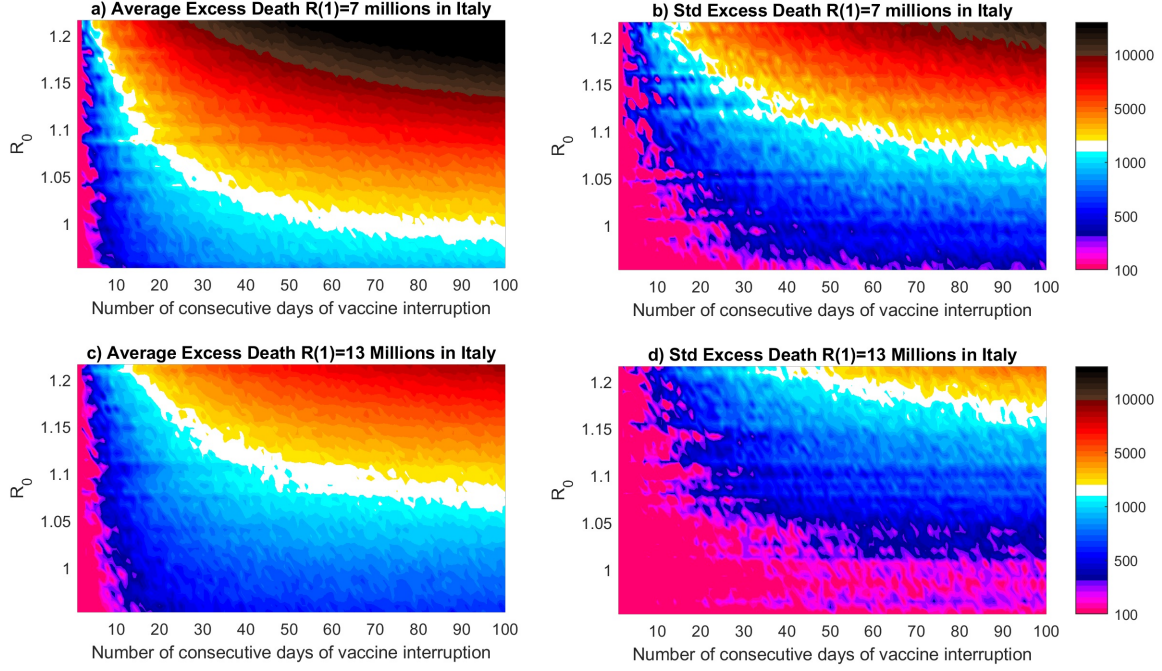 a) Average Excess Death R(1)=7 millions in Italy
1.2
1.15
1.1
1.05
1
R0
10 20 30 40 50 60 70 80 90 100
Number of consecutive days of vaccine interruption
b) Std Excess Death R(1)=7 millions in Italy
1.2
1.15
1.1
1.05
1
R0
10 20 30 40 50 60 70 80 90 100
Number of consecutive days of vaccine interruption
10000
5000
1000
500
100
c) Average Excess Death R(1)=13 Millions in Italy
1.2
1.15
1.1
1.05
1
R0
10 20 30 40 50 60 70 80 90 100
Number of consecutive days of vaccine interruption
d) Std Excess Death R(1)=13 Millions in Italy
1.2
1.15
1.1
1.05
1
R0
10 20 30 40 50 60 70 80 90 100
Number of consecutive days of vaccine interruption
10000
5000
1000
500
100